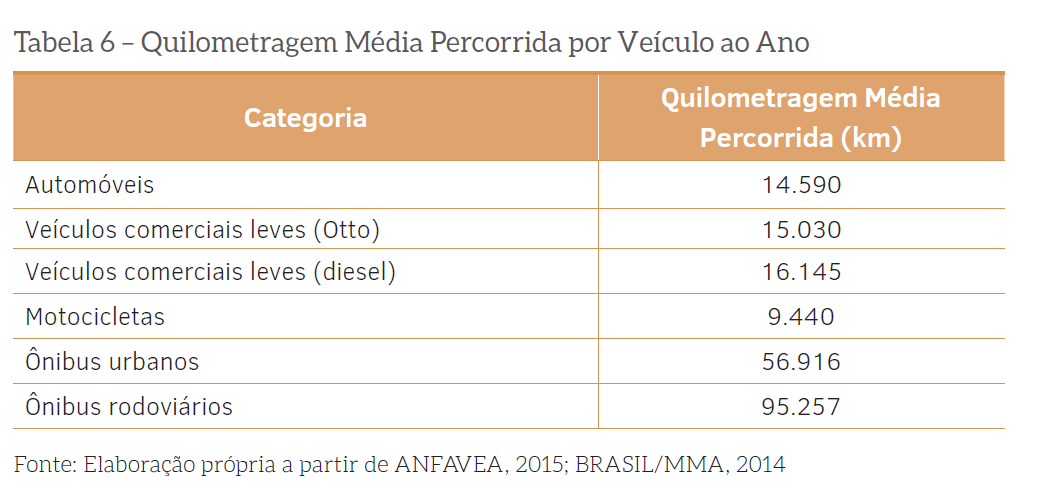 Tabela 6 – Quilometragem Média Percorrida por Veículo ao Ano
Categoria
Quilometragem Média
Percorrida (km)
Automóveis 14.590
Veículos comerciais leves (Otto) 15.030
Veículos comerciais leves (diesel) 16.145
Motocicletas 9.440
Ônibus urbanos 56.916
Ônibus rodoviários 95.257
Fonte: Elaboração própria a partir de ANFAVEA, 2015; BRASIL/MMA, 2014